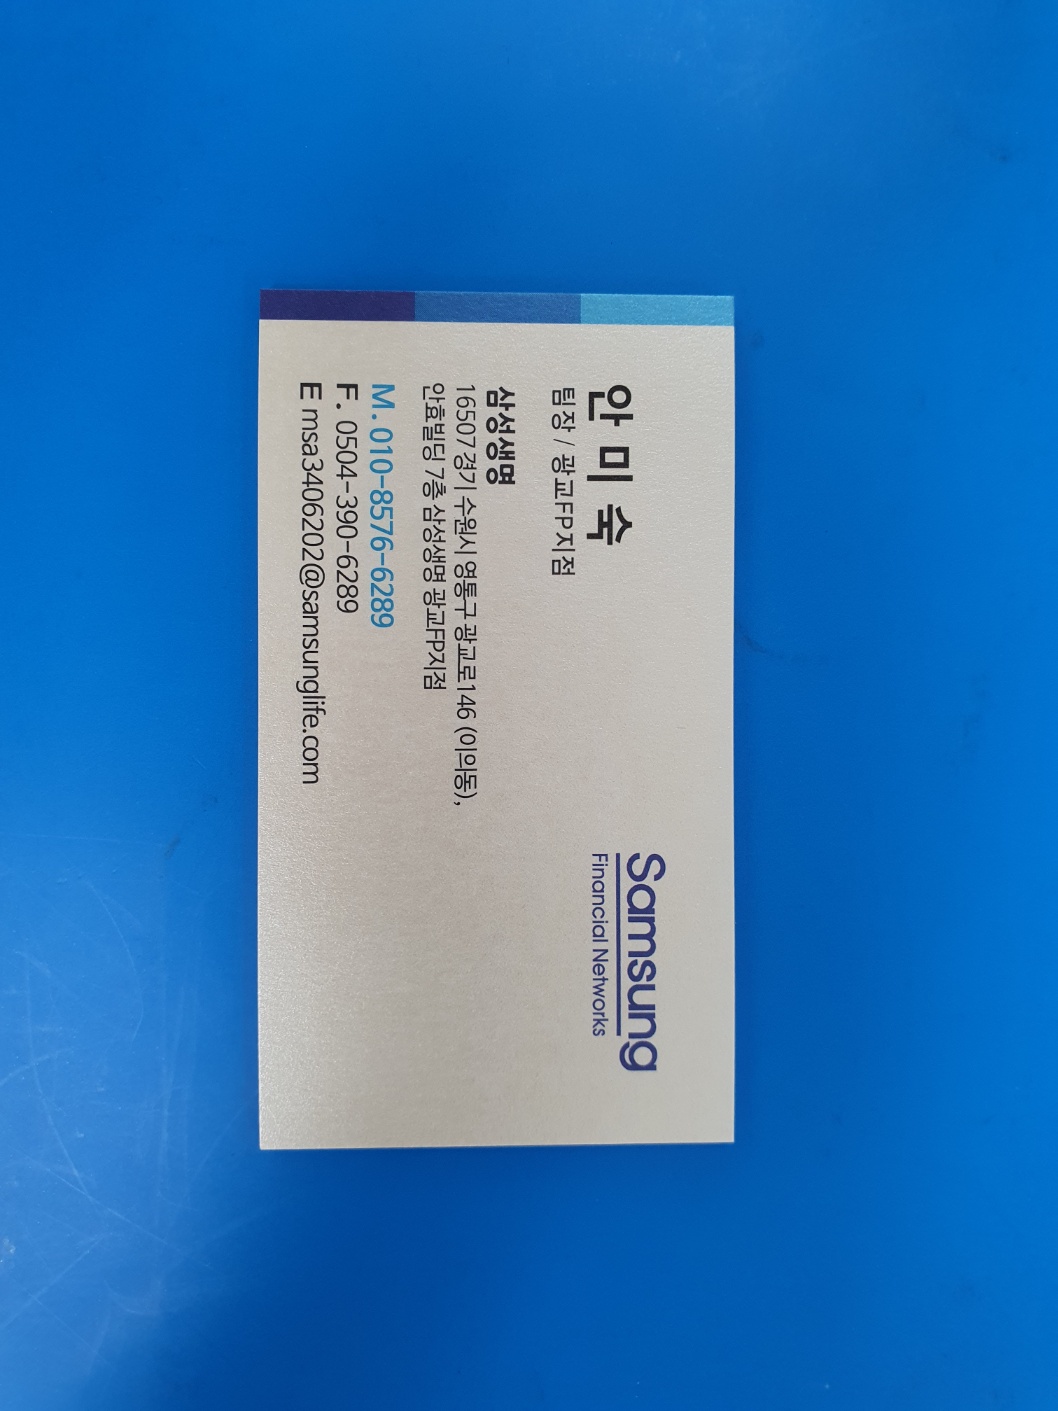 Samsung
Financial Networks
안 미 숙
팀장 / 광교FP지점
삼성생명
16507 경기 수원시 영통구 광교로146 (이의동),
안효빌딩 7층 삼성생명 광교FP지점
M. 010-8576-6289
F. 0504-390-6289
E msa3406202@samsunglife.com